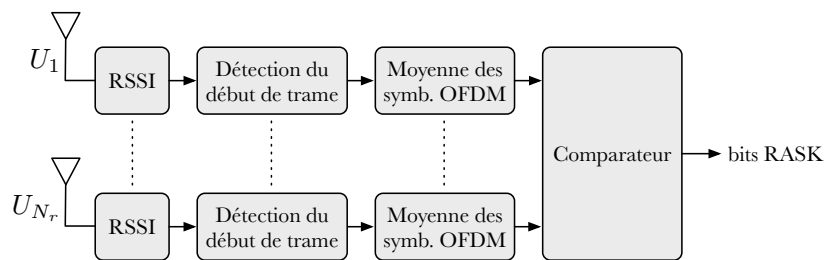 U1
RSSI
Détection du
début de trame
Moyenne des
symb. OFDM
Comparateur
bits RASK
UNr
RSSI
Détection du
début de trame
Moyenne des
symb. OFDM